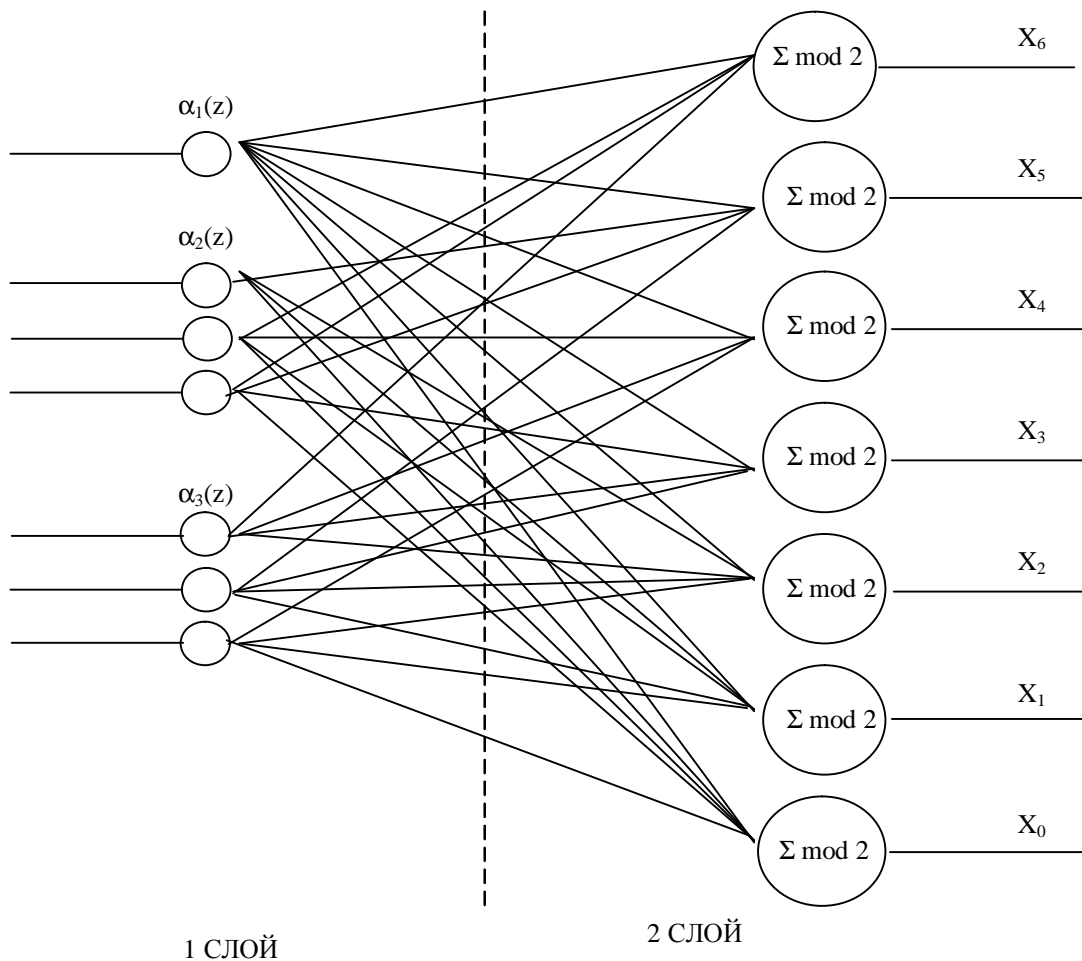 α₁(z)
α₂(z)
α₃(z)
Σ mod 2 X₆
Σ mod 2 X₅
Σ mod 2 X₄
Σ mod 2 X₃
Σ mod 2 X₂
Σ mod 2 X₁
Σ mod 2 X₀
1 СЛОЙ
2 СЛОЙ